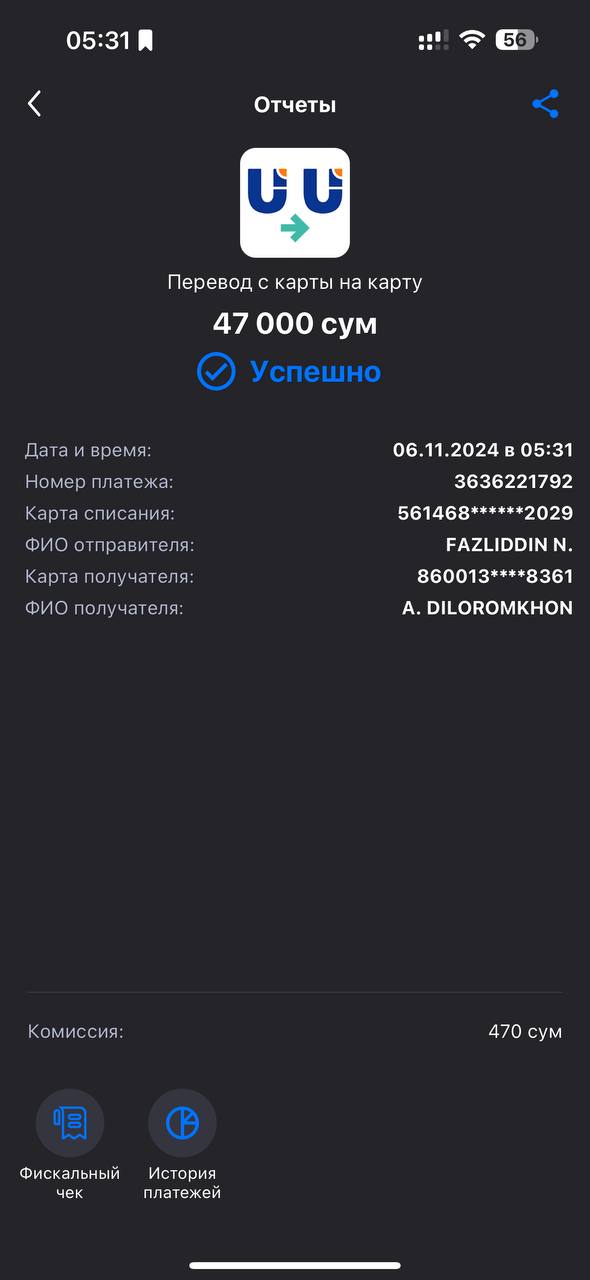 05:31
56
Отчеты
Перевод с карты на карту
47 000 сум
Успешно
Дата и время: 06.11.2024 в 05:31
Номер платежа: 3636221792
Карта списания: 561468******2029
ФИО отправителя: FAZLIDDIN N.
Карта получателя: 860013****8361
ФИО получателя: A. DILOROMKHON
Комиссия: 470 сум
Фискальный
чек
История
платежей